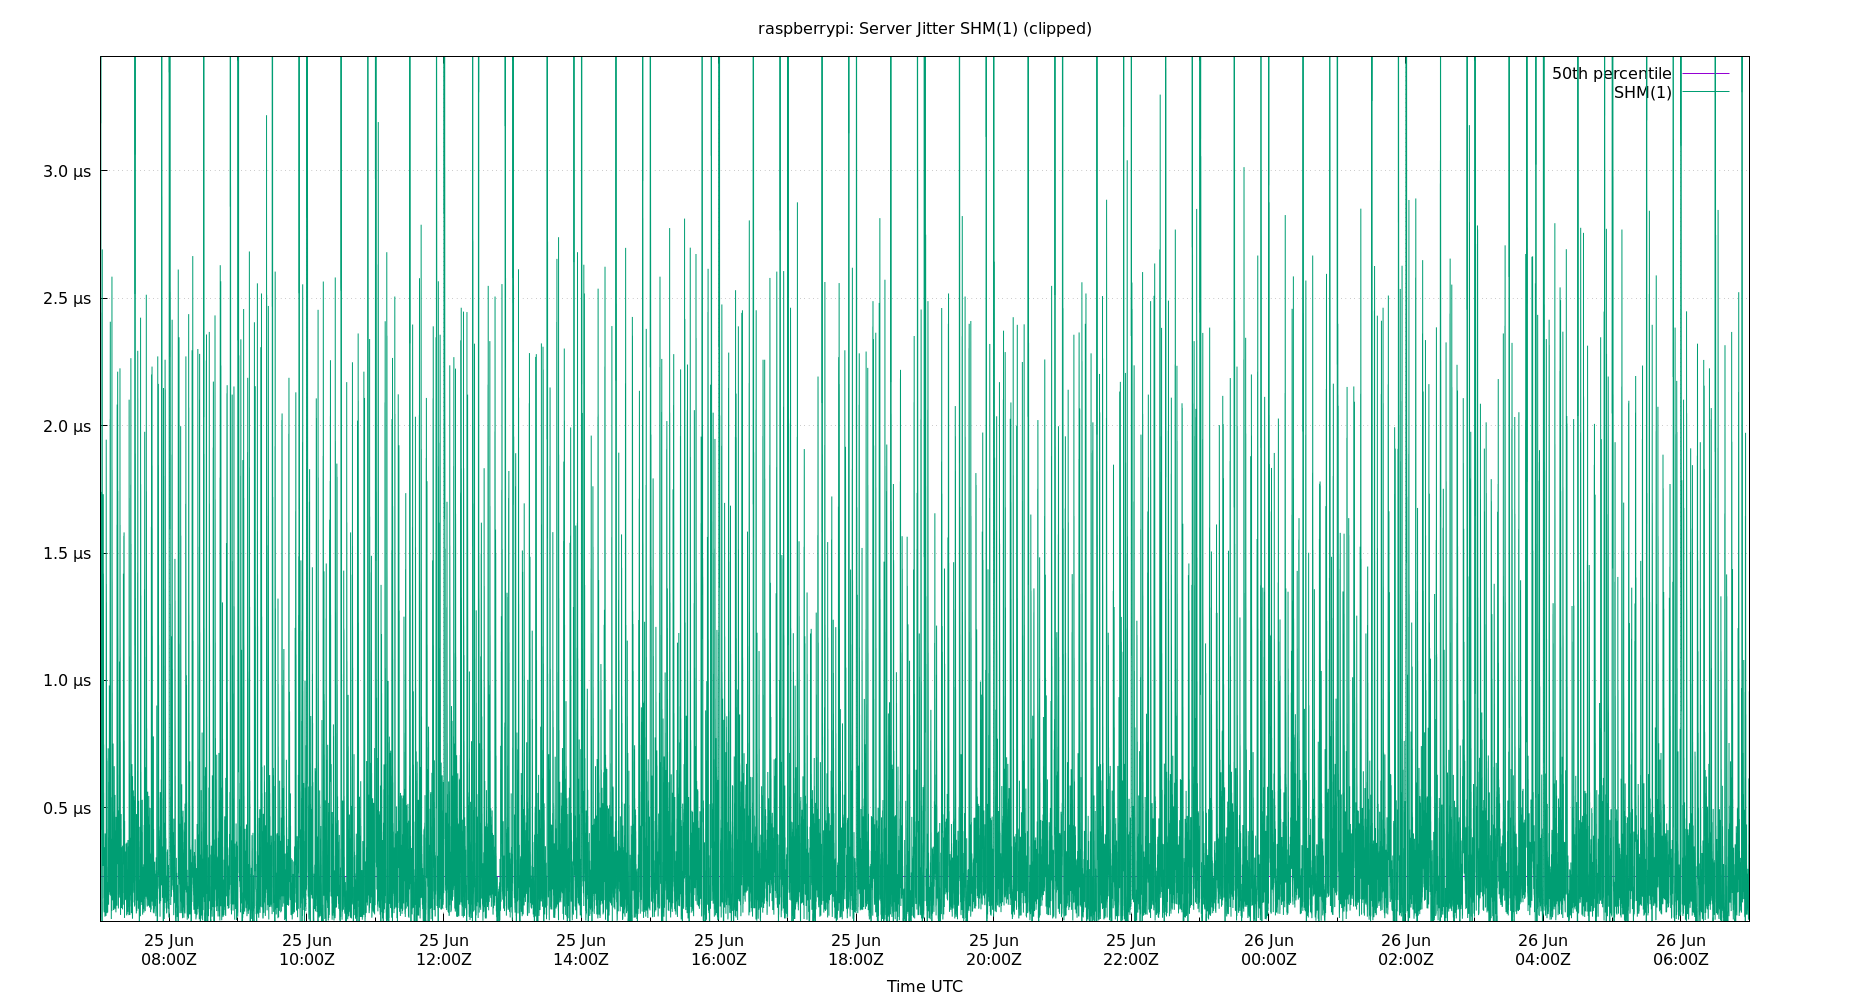 raspberrypi: Server Jitter SHM(1) (clipped)
50th percentile
SHM(1)
3.0 µs
2.5 µs
2.0 µs
1.5 µs
1.0 µs
0.5 µs
25 Jun 25 Jun 25 Jun 25 Jun 25 Jun 25 Jun 25 Jun 25 Jun 26 Jun 26 Jun 26 Jun 26 Jun
08:00Z 10:00Z 12:00Z 14:00Z 16:00Z 18:00Z 20:00Z 22:00Z 00:00Z 02:00Z 04:00Z 06:00Z
Time UTC